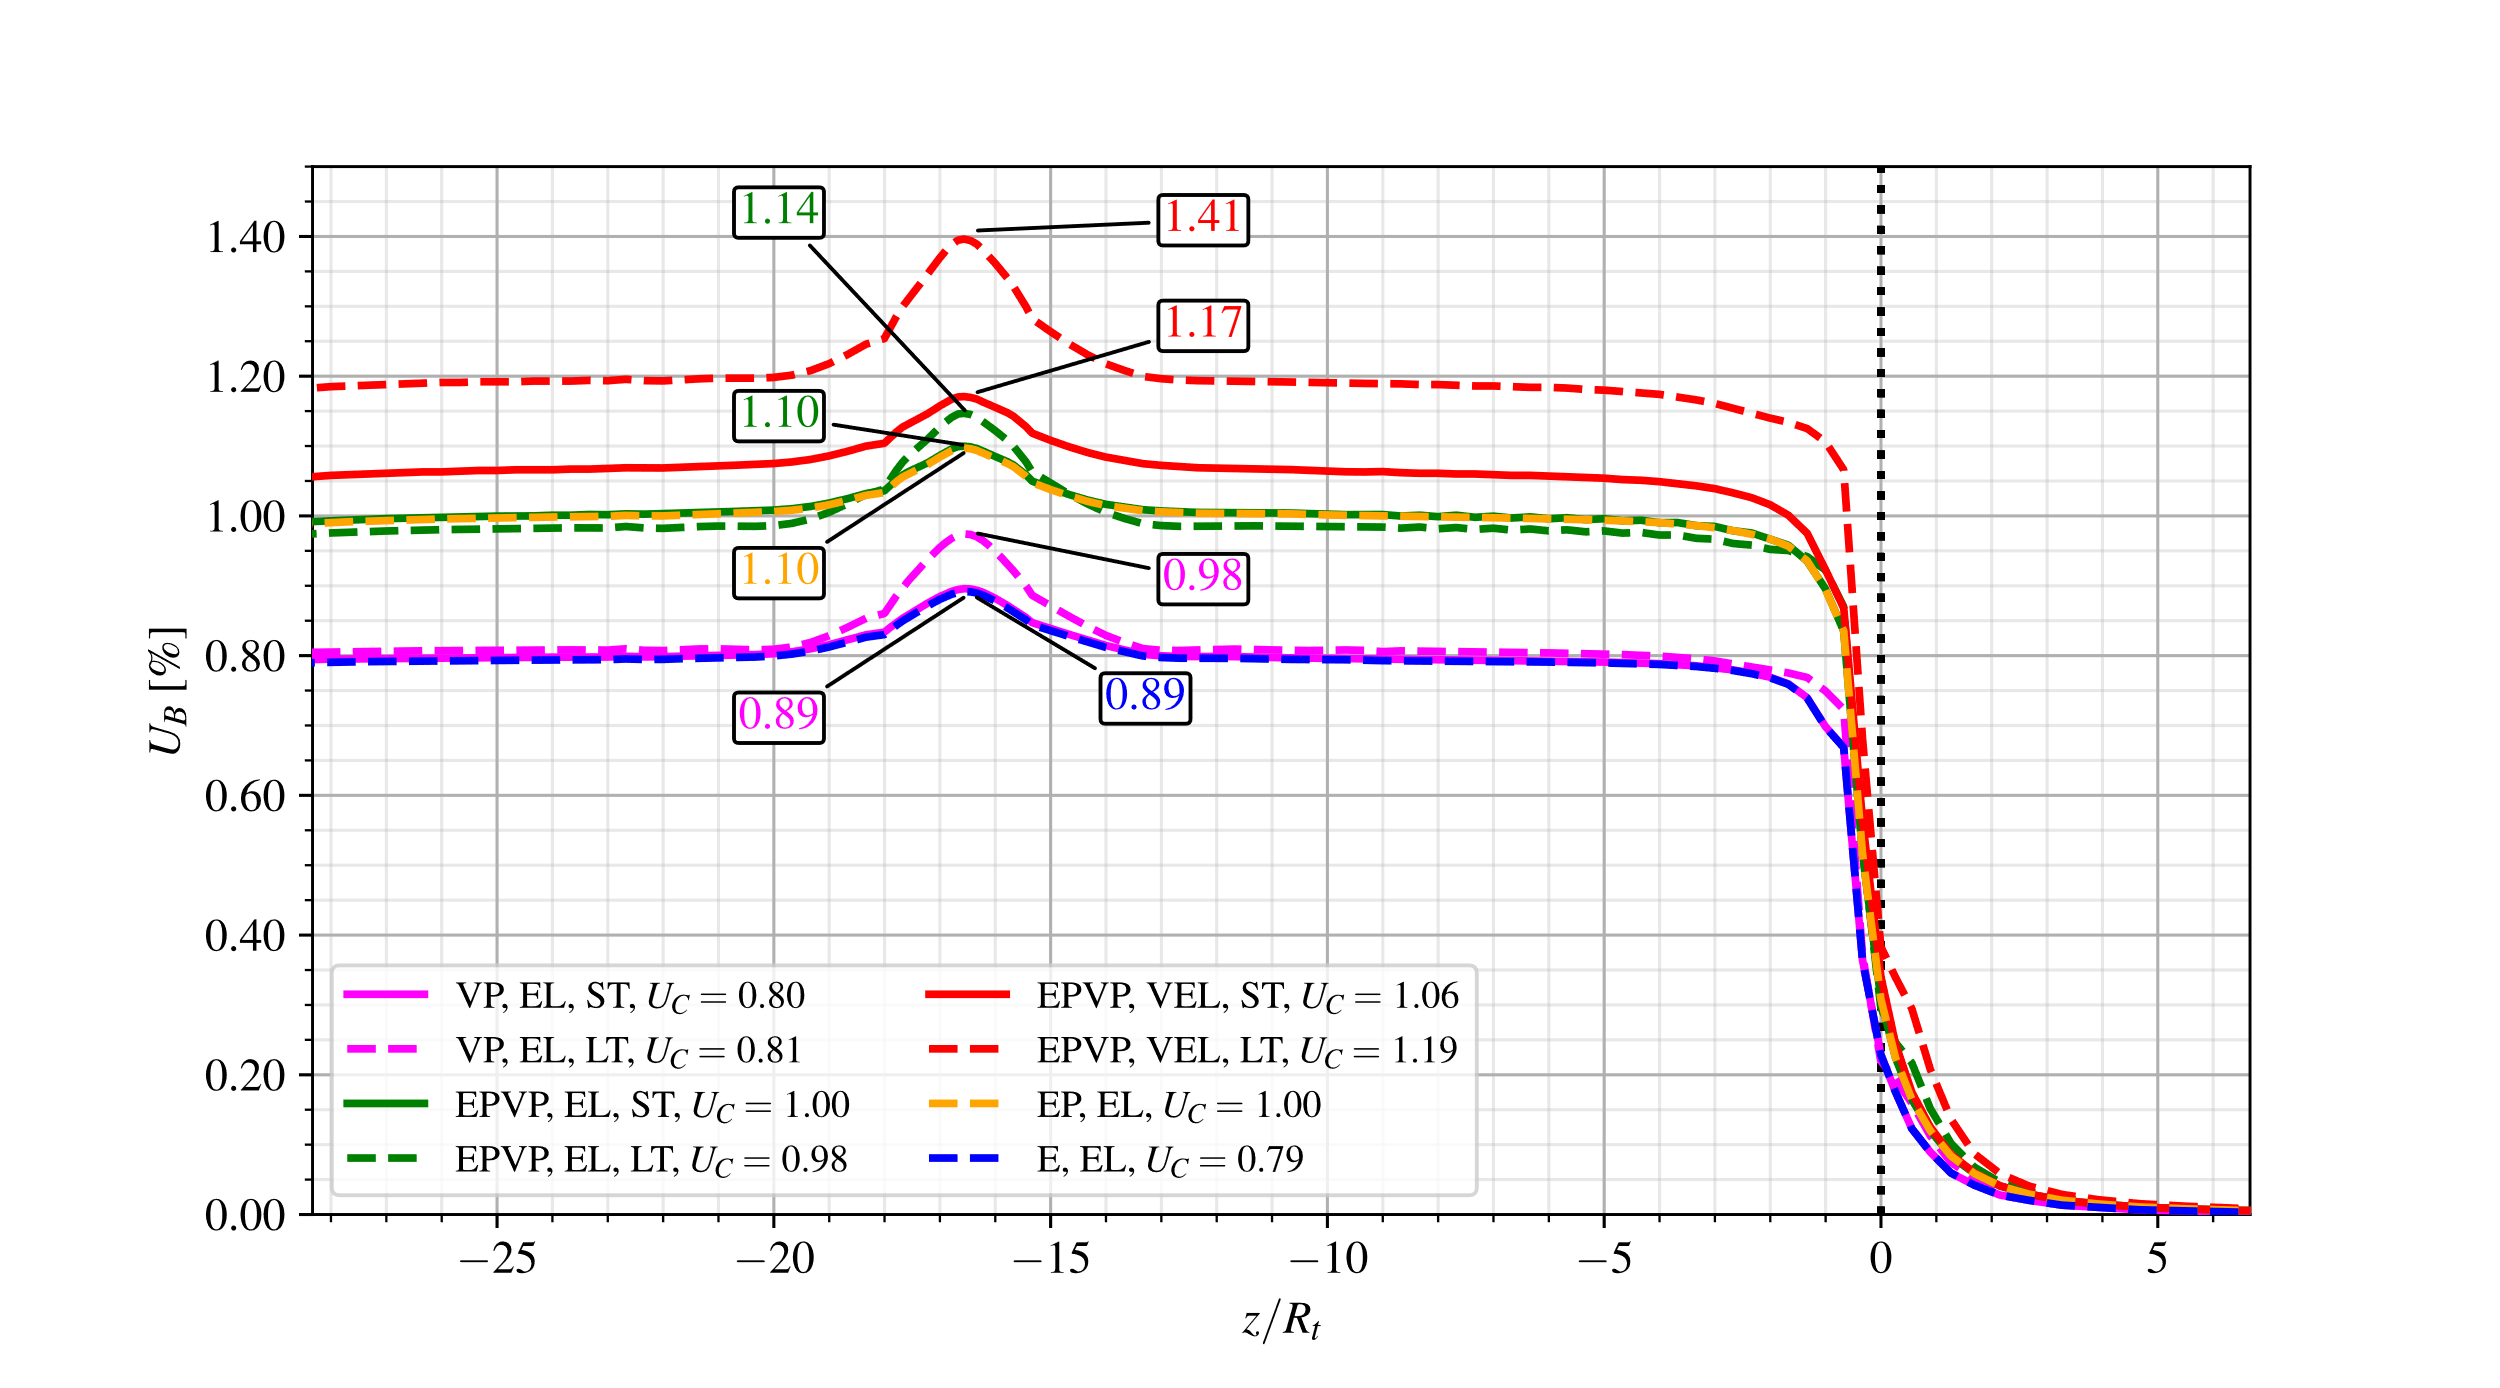 1.14
1.41
1.40
1.17
1.20
1.10
1.00
1.10
0.98
0.80
0.89
0.89
U_B [%]
0.60
0.40
VP, EL, ST, U_C = 0.80
VP, EL, LT, U_C = 0.81
EPVP, EL, ST, U_C = 1.00
EPVP, EL, LT, U_C = 0.98
EPVP, VEL, ST, U_C = 1.06
EPVP, VEL, LT, U_C = 1.19
EP, EL, U_C = 1.00
E, EL, U_C = 0.79
0.20
0.00
−25 −20 −15 −10 −5 0 5
z/R_t